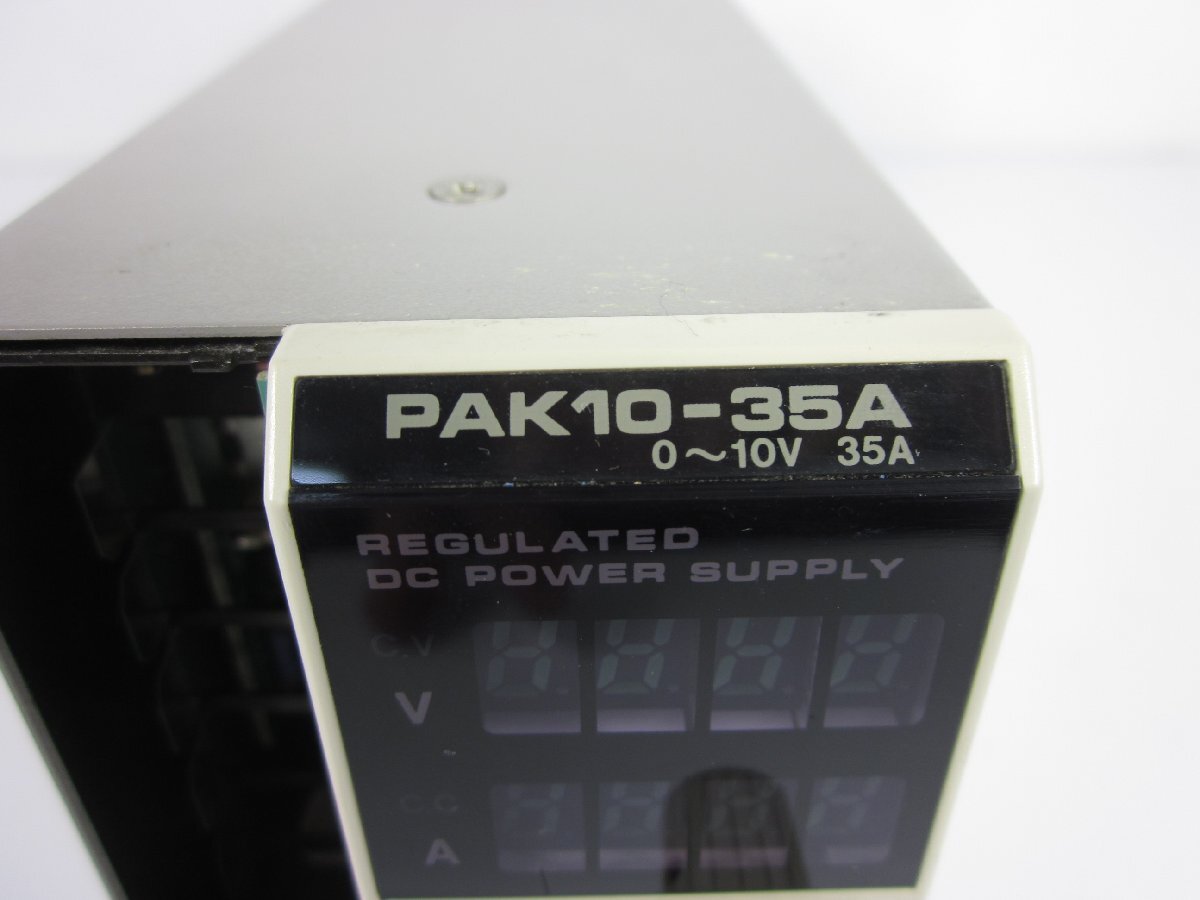 PAK10-35A
0~10V 35A
REGULATED
DC POWER SUPPLY
C.V
V
C.C
A